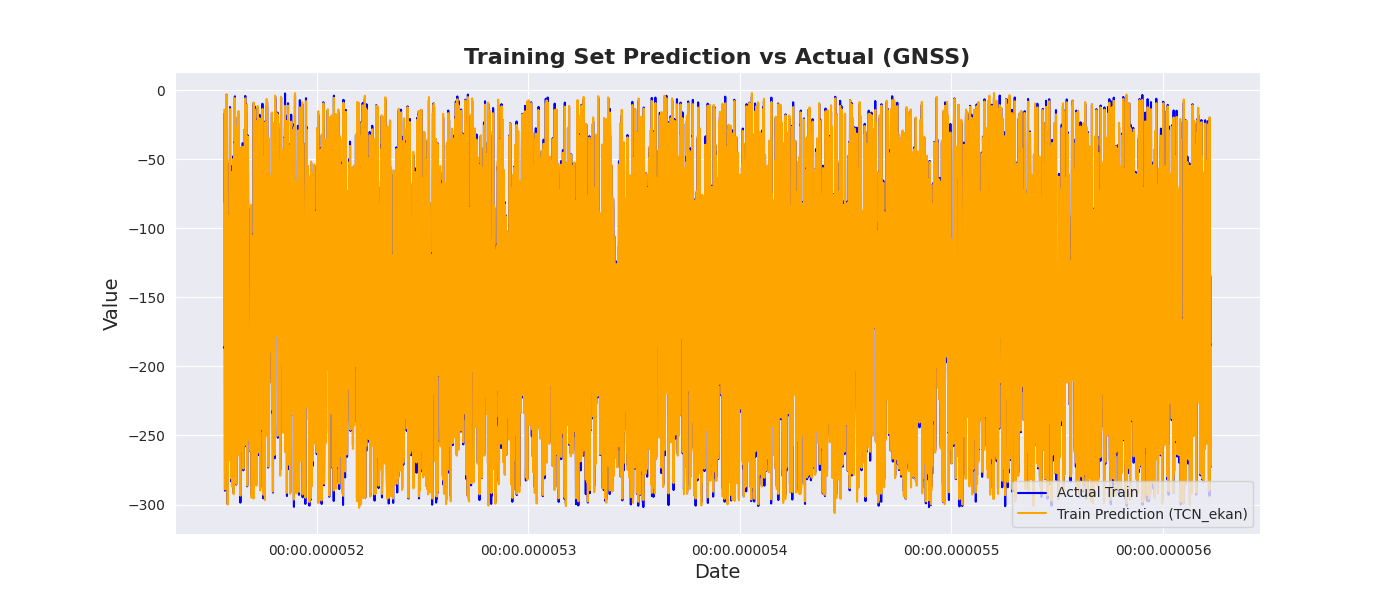 Training Set Prediction vs Actual (GNSS)
Value
0
−50
−100
−150
−200
−250
−300
Actual Train
Train Prediction (TCN_ekan)
00:00.000052
00:00.000053
00:00.000054
00:00.000055
00:00.000056
Date